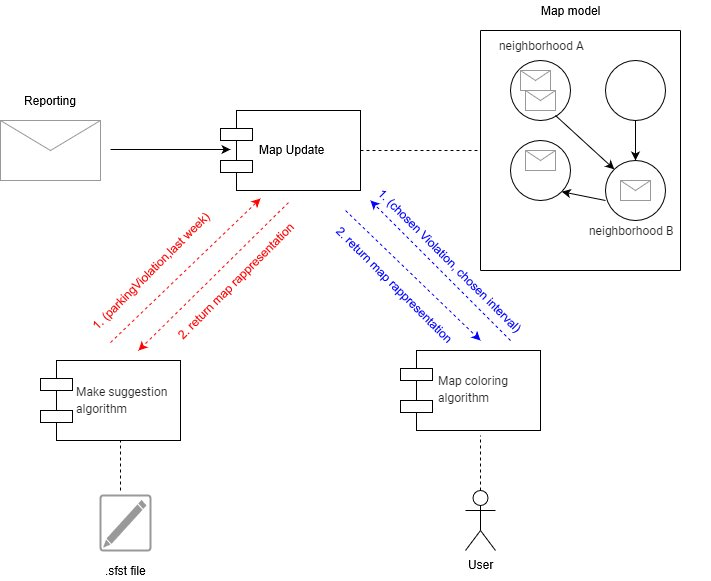 Map model
neighborhood A
Reporting
Map Update
neighborhood B
1. (parkingViolation,last week)
2. return map rappresentation
1. (chosen Violation, chosen interval)
2. return map rappresentation
Make suggestion
algorithm
Map coloring
algorithm
.sfst file
User